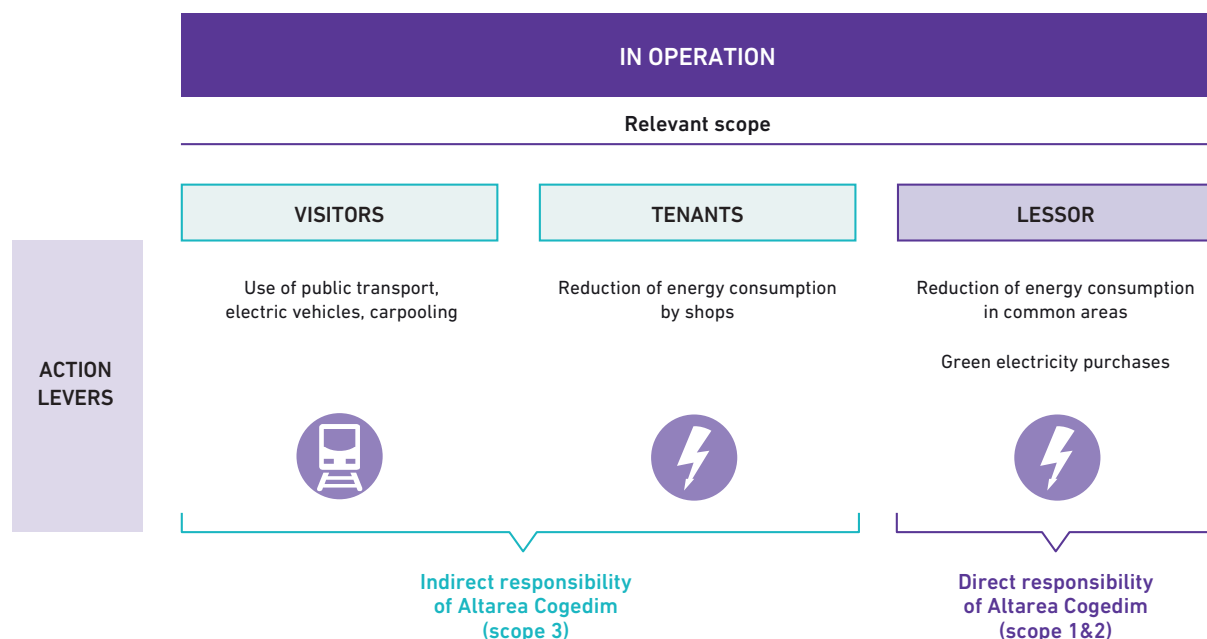 IN OPERATION
Relevant scope
VISITORS
TENANTS
LESSOR
ACTION
LEVERS
Use of public transport,
electric vehicles, carpooling
Reduction of energy consumption
by shops
Reduction of energy consumption
in common areas
Green electricity purchases
Indirect responsibility
of Altarea Cogedim
(scope 3)
Direct responsibility
of Altarea Cogedim
(scope 1&2)